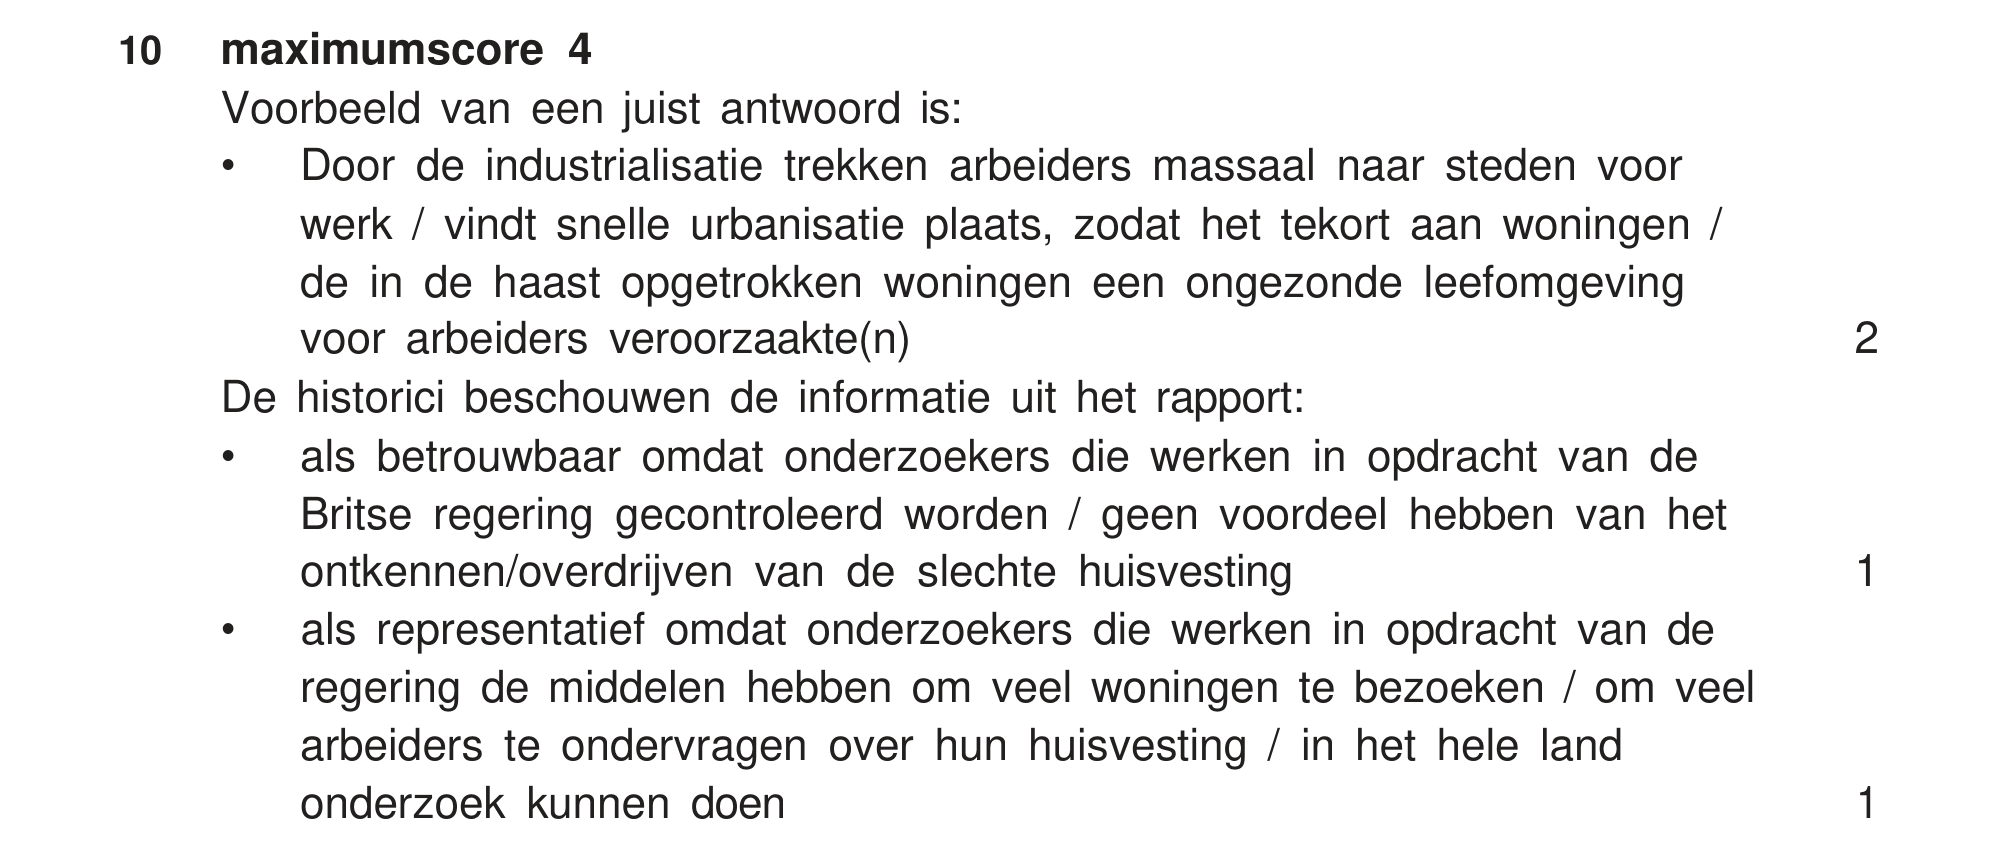 10 maximumscore 4
Voorbeeld van een juist antwoord is:
• Door de industrialisatie trekken arbeiders massaal naar steden voor
werk / vindt snelle urbanisatie plaats, zodat het tekort aan woningen /
de in de haast opgetrokken woningen een ongezonde leefomgeving
voor arbeiders veroorzaakte(n) 2
De historici beschouwen de informatie uit het rapport:
• als betrouwbaar omdat onderzoekers die werken in opdracht van de
Britse regering gecontroleerd worden / geen voordeel hebben van het
ontkennen/overdrijven van de slechte huisvesting 1
• als representatief omdat onderzoekers die werken in opdracht van de
regering de middelen hebben om veel woningen te bezoeken / om veel
arbeiders te ondervragen over hun huisvesting / in het hele land
onderzoek kunnen doen 1